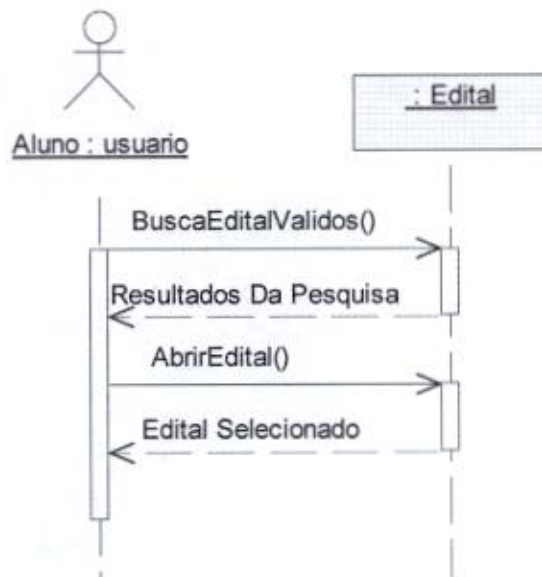 Aluno : usuario
: Edital
BuscaEditalValidos()
Resultados Da Pesquisa
AbrirEdital()
Edital Selecionado